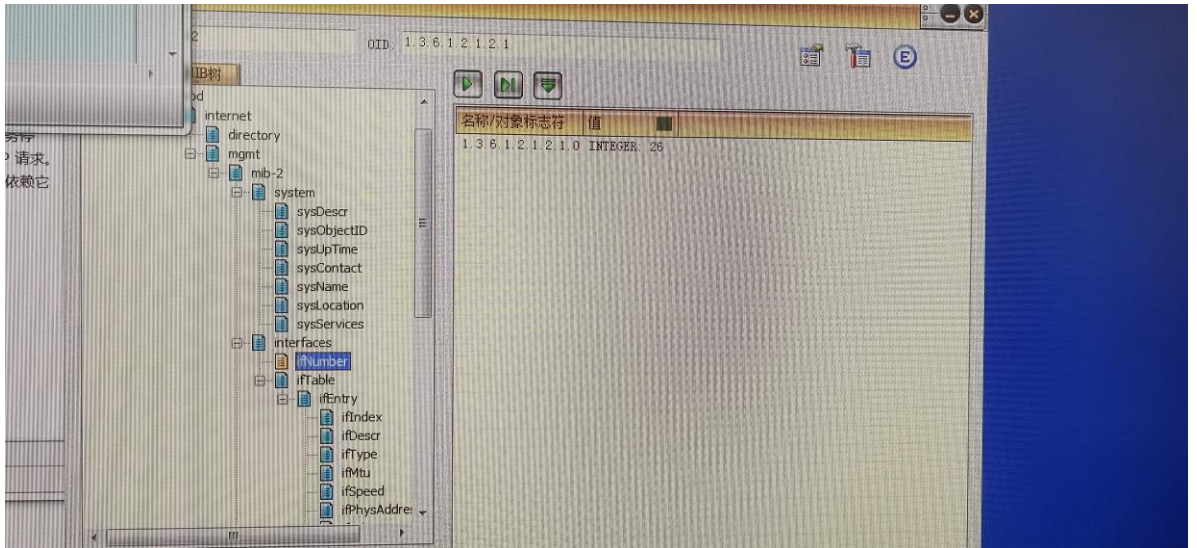 2
OID: 1.3.6.1.2.1.2.1
E
IB树
od
internet
directory
mgmt
mib-2
system
sysDescr
sysObjectID
sysUpTime
sysContact
sysName
sysLocation
sysServices
interfaces
ifNumber
ifTable
ifEntry
ifIndex
ifDescr
ifType
ifMtu
ifSpeed
ifPhysAddre
名称/对象标志符 值
1.3.6.1.2.1.2.1.0 INTEGER: 26
请求。
依赖它